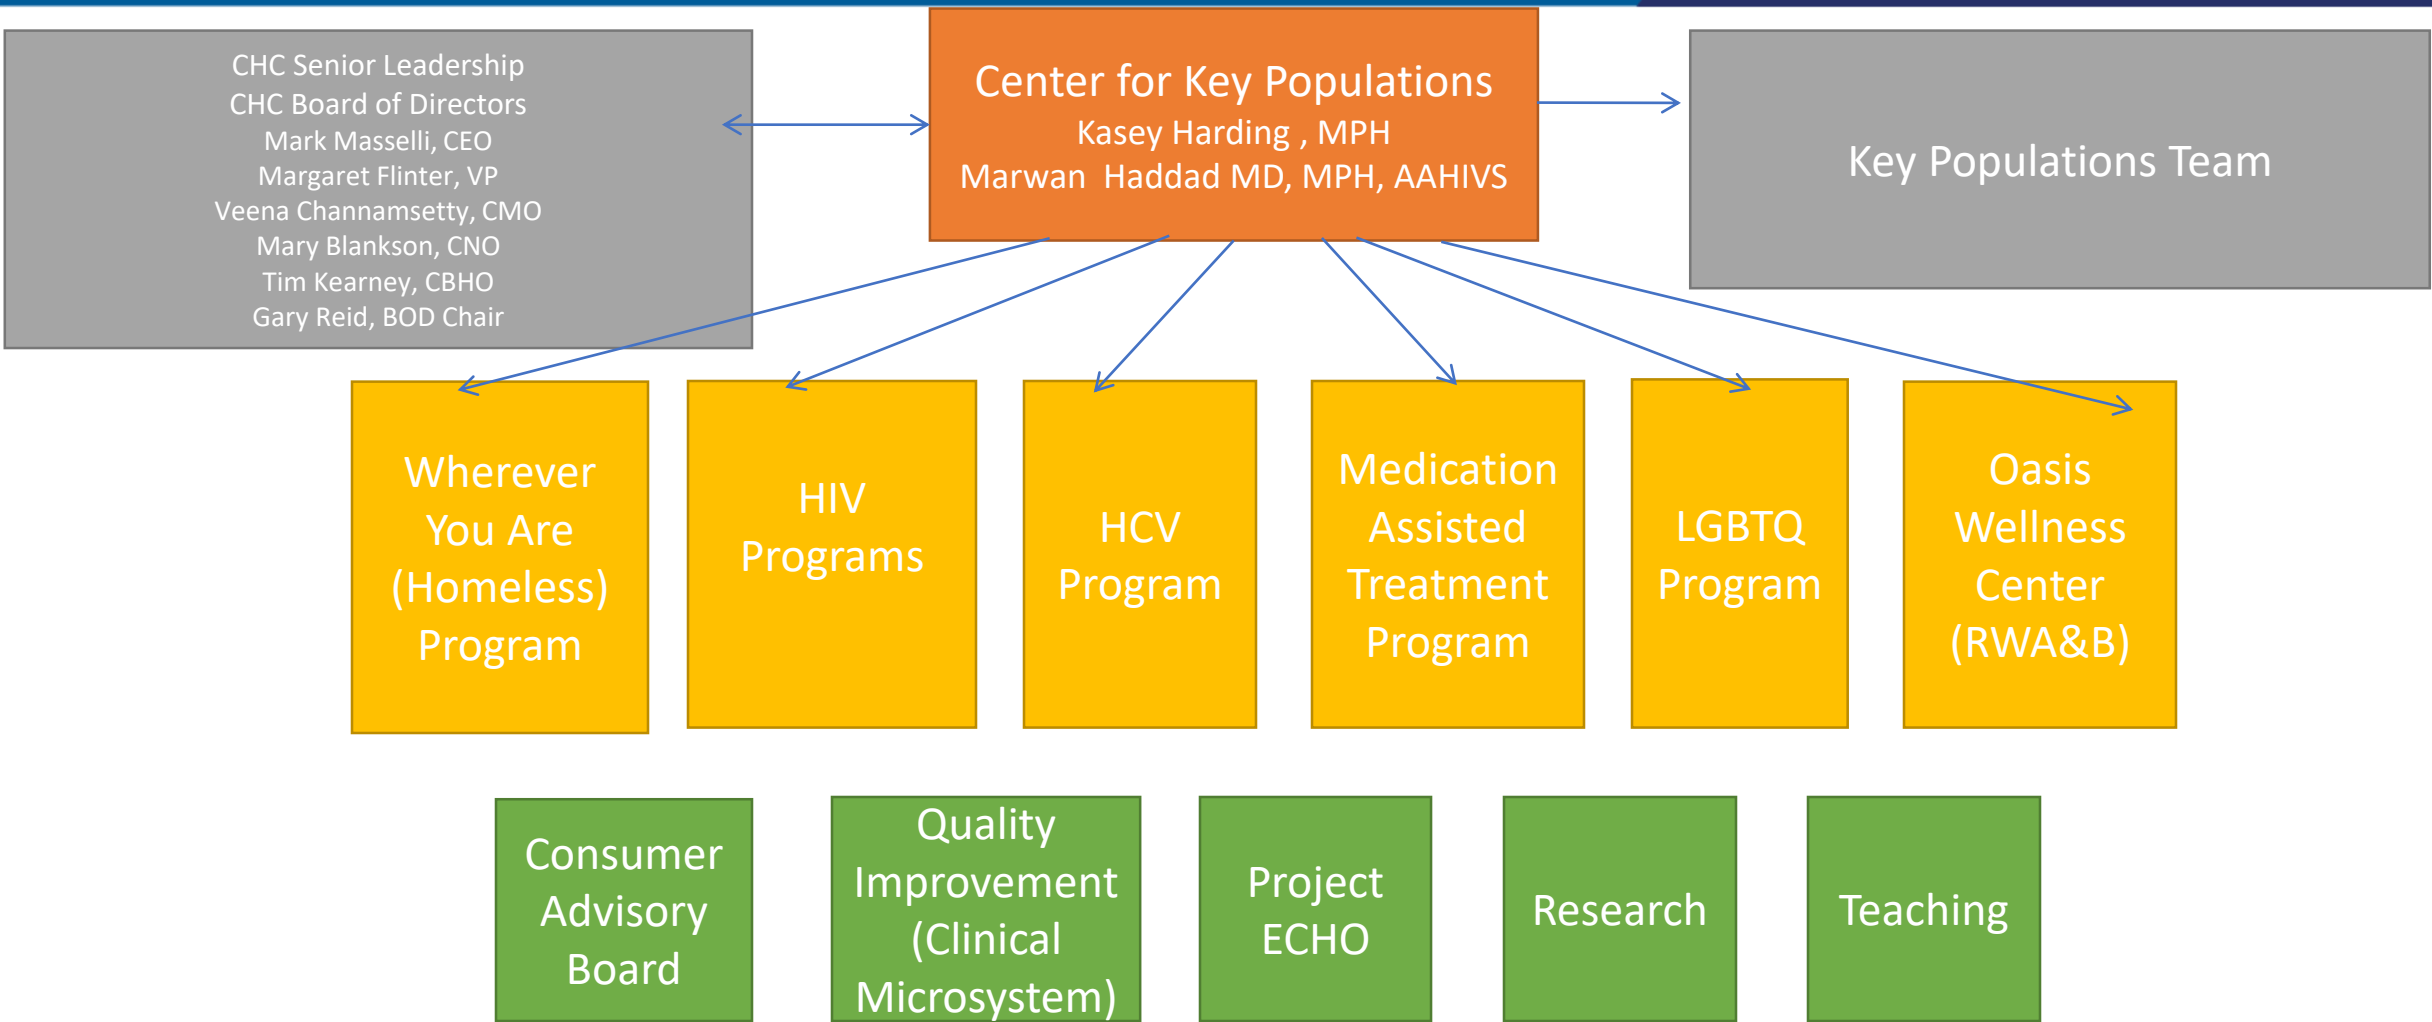 CHC Senior Leadership
CHC Board of Directors
Mark Masselli, CEO
Margaret Flinter, VP
Veena Channamsetty, CMO
Mary Blankson, CNO
Tim Kearney, CBHO
Gary Reid, BOD Chair
Center for Key Populations
Kasey Harding , MPH
Marwan Haddad MD, MPH, AAHIVS
Key Populations Team
Wherever
You Are
(Homeless)
Program
HIV
Programs
HCV
Program
Medication
Assisted
Treatment
Program
LGBTQ
Program
Oasis
Wellness
Center
(RWA&B)
Consumer
Advisory
Board
Quality
Improvement
(Clinical
Microsystem)
Project
ECHO
Research
Teaching